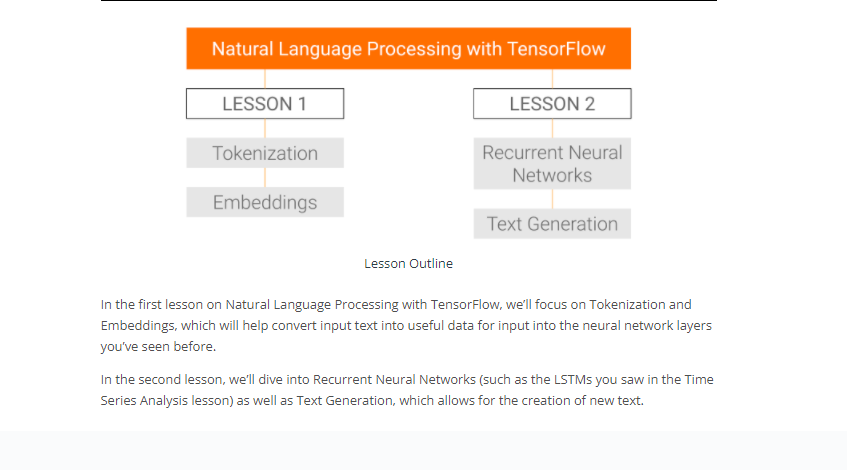 Natural Language Processing with TensorFlow
LESSON 1
Tokenization
Embeddings
LESSON 2
Recurrent Neural
Networks
Text Generation
Lesson Outline
In the first lesson on Natural Language Processing with TensorFlow, we’ll focus on Tokenization and
Embeddings, which will help convert input text into useful data for input into the neural network layers
you’ve seen before.
In the second lesson, we’ll dive into Recurrent Neural Networks (such as the LSTMs you saw in the Time
Series Analysis lesson) as well as Text Generation, which allows for the creation of new text.